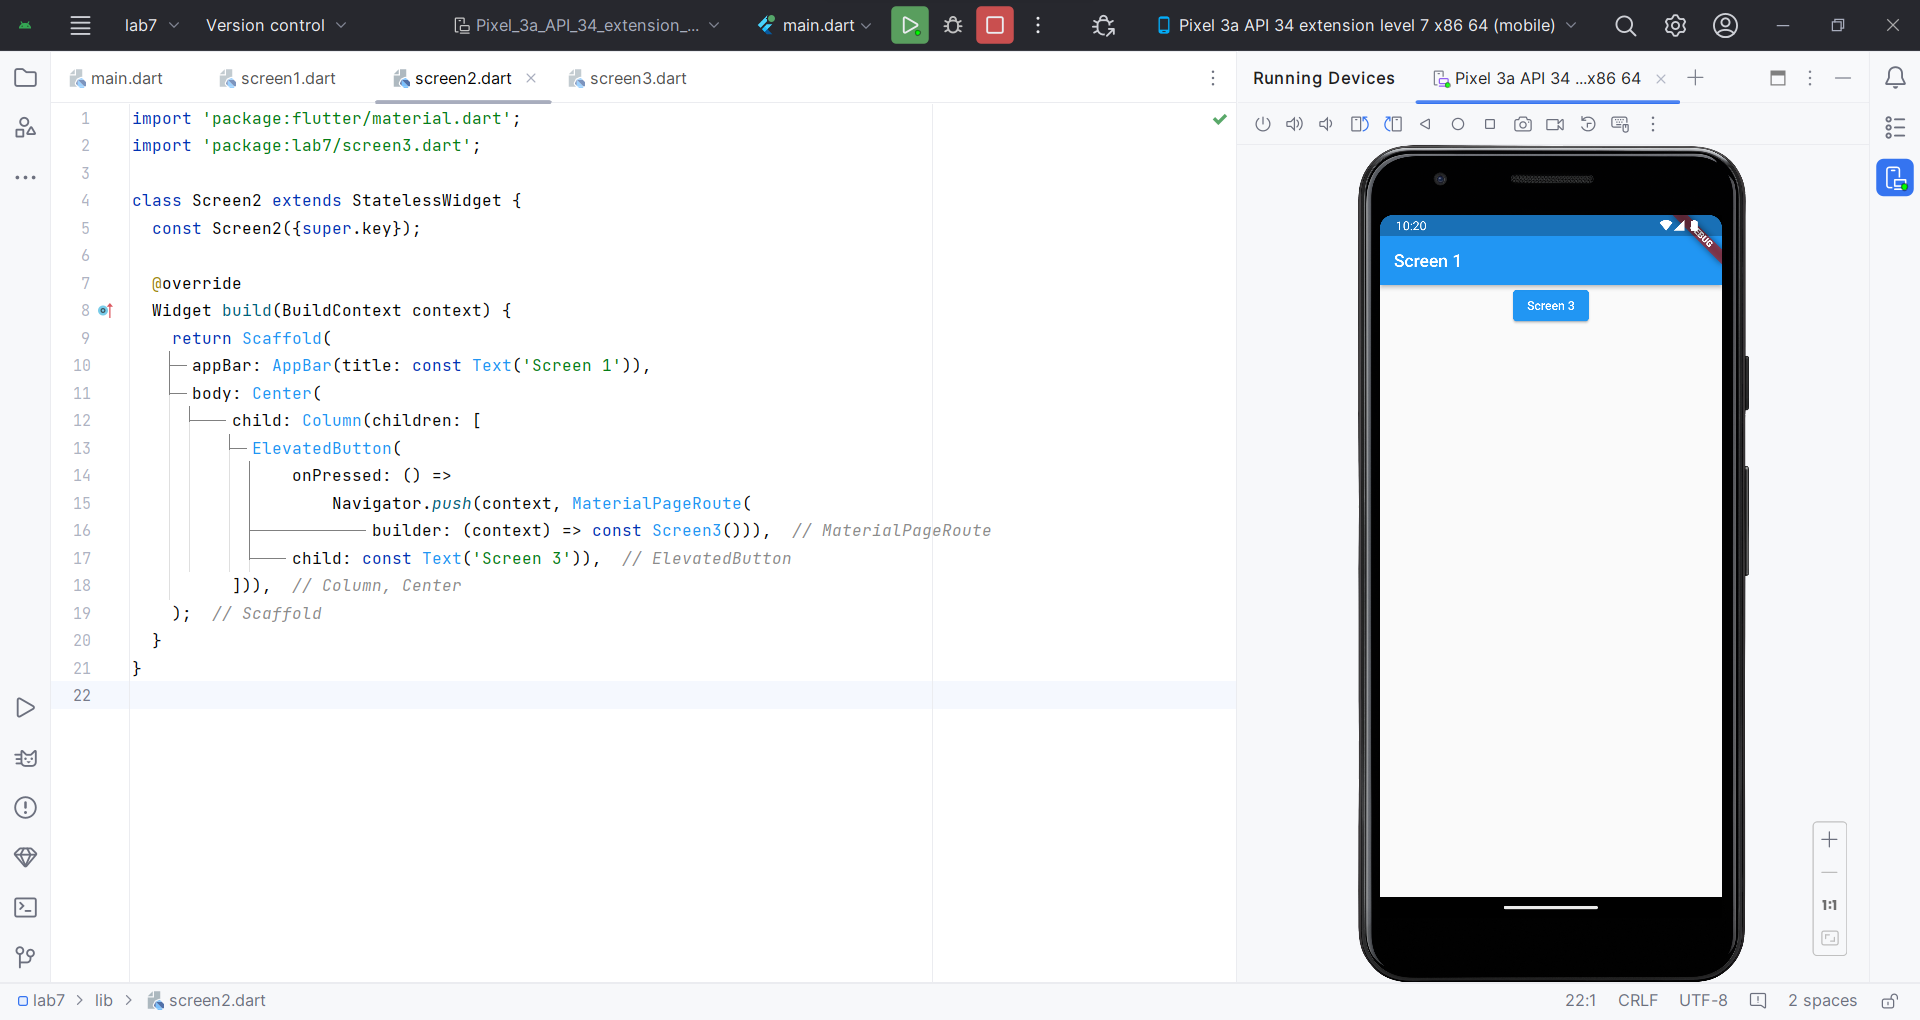 lab7 Version control Pixel_3a_API_34_extension_... main.dart Pixel 3a API 34 extension level 7 x86 64 (mobile)
main.dart screen1.dart screen2.dart screen3.dart
Running Devices Pixel 3a API 34 ...x86 64
1 import 'package:flutter/material.dart';
2 import 'package:lab7/screen3.dart';
3
4 class Screen2 extends StatelessWidget {
5 const Screen2({super.key});
6
7 @override
8 Widget build(BuildContext context) {
9 return Scaffold(
10 appBar: AppBar(title: const Text('Screen 1')),
11 body: Center(
12 child: Column(children: [
13 ElevatedButton(
14 onPressed: () =>
15 Navigator.push(context, MaterialPageRoute(
16 builder: (context) => const Screen3())), // MaterialPageRoute
17 child: const Text('Screen 3')), // ElevatedButton
18 ])), // Column, Center
19 ); // Scaffold
20 }
21 }
22
10:20
DEBUG
Screen 1
Screen 3
1:1
lab7 > lib > screen2.dart
22:1 CRLF UTF-8 2 spaces